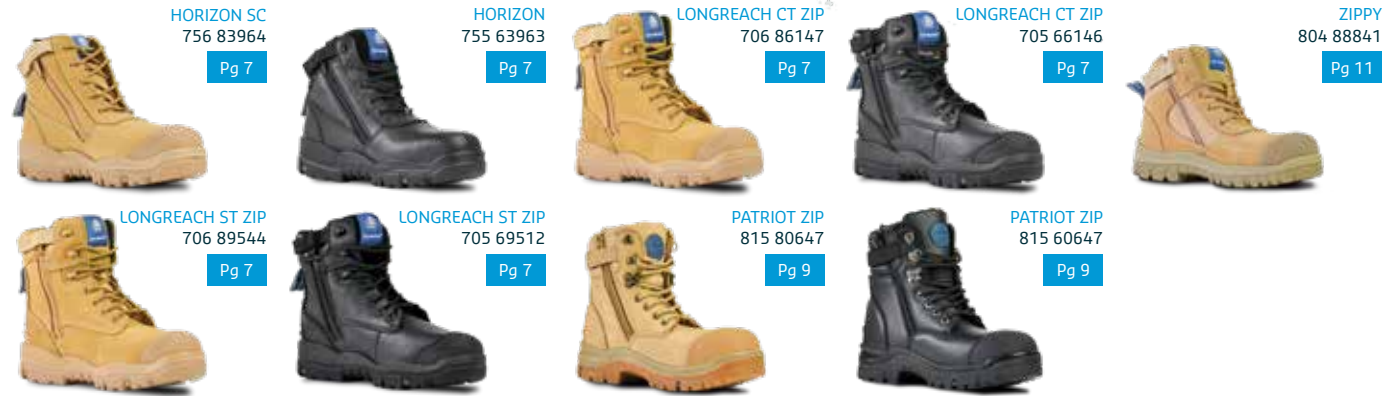 HORIZON SC
756 83964
Pg 7
HORIZON
755 63963
Pg 7
LONGREACH CT ZIP
706 86147
Pg 7
LONGREACH CT ZIP
705 66146
Pg 7
ZIPPY
804 88841
Pg 11
LONGREACH ST ZIP
706 89544
Pg 7
LONGREACH ST ZIP
705 69512
Pg 7
PATRIOT ZIP
815 80647
Pg 9
PATRIOT ZIP
815 60647
Pg 9